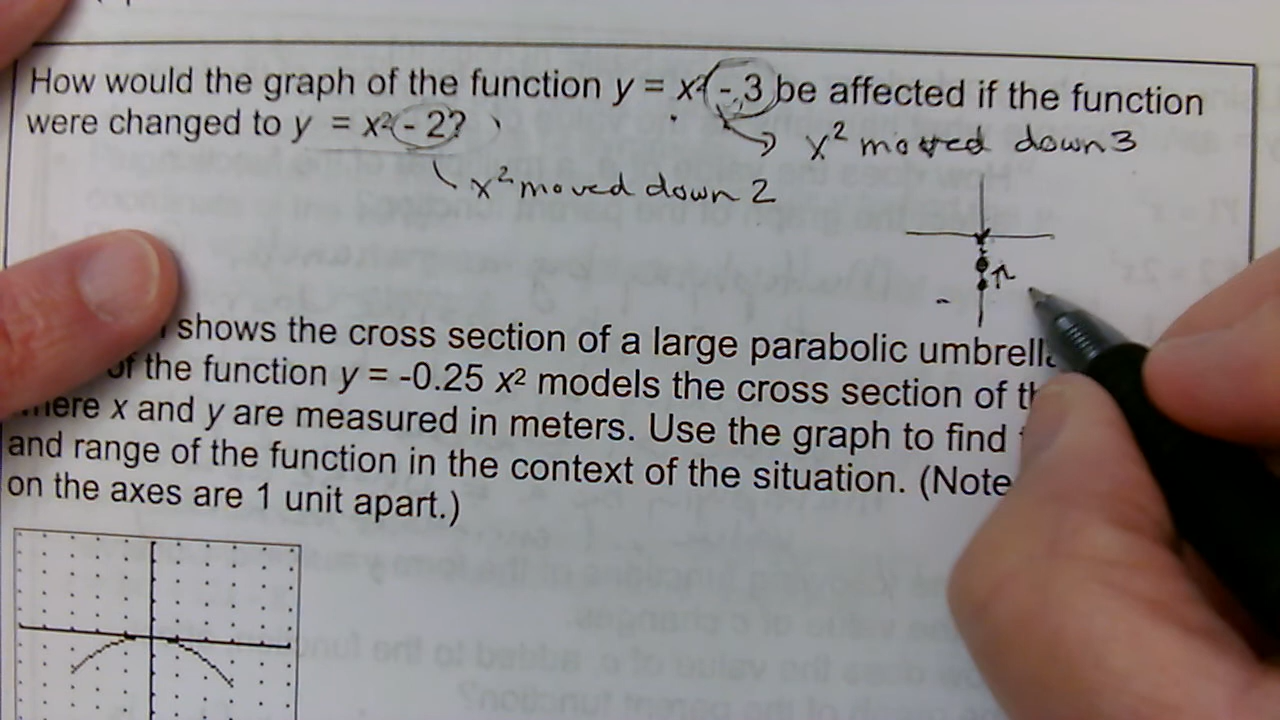 How would the graph of the function y = x² - 3 be affected if the function
were changed to y = x² - 2?
x² moved down 3
x² moved down 2
shows the cross section of a large parabolic
of the function y = -0.25 x² models the cross section of
x and y are measured in meters. Use the graph to find
and range of the function in the context of the situation. (Note
on the axes are 1 unit apart.)